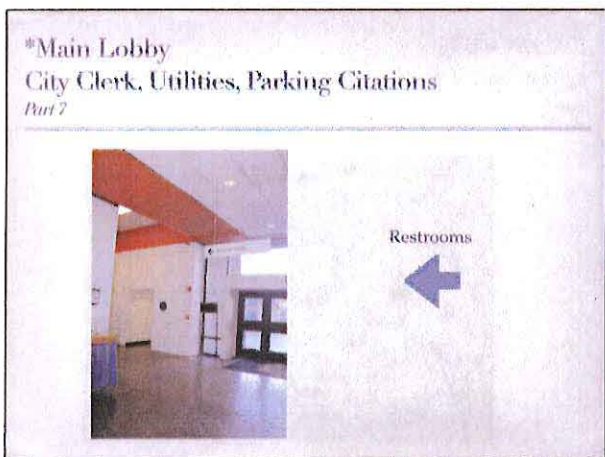 *Main Lobby
City Clerk, Utilities, Parking Citations
Part 7
Restrooms